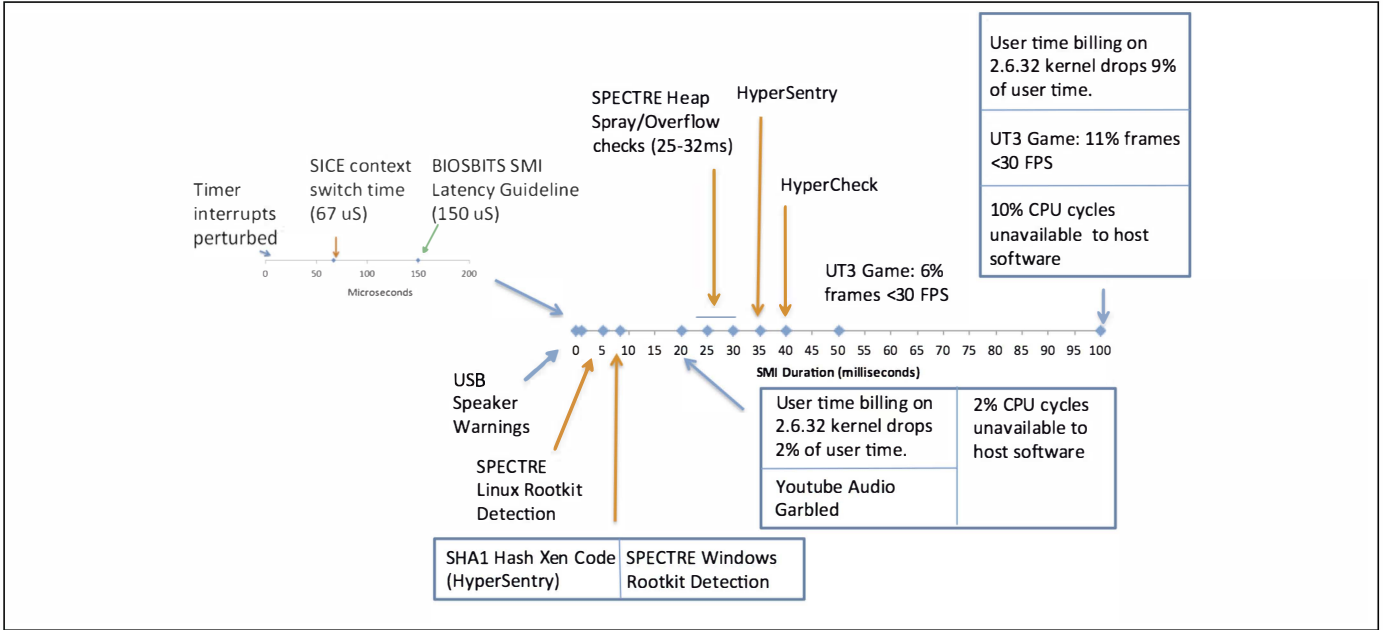 User time billing on
2.6.32 kernel drops 9%
of user time.
UT3 Game: 11% frames
<30 FPS
10% CPU cycles
unavailable to host
software
SPECTRE Heap
Spray/Overflow
checks (25-32ms)
HyperSentry
HyperCheck
SICE context
switch time
(67 uS)
BIOSBITS SMI
Latency Guideline
(150 uS)
Timer
interrupts
perturbed
0 50 100 150 200
Microseconds
UT3 Game: 6%
frames <30 FPS
0 5 10 15 20 25 30 35 40 45 50 55 60 65 70 75 80 85 90 95 100
SMI Duration (milliseconds)
USB
Speaker
Warnings
SPECTRE
Linux Rootkit
Detection
User time billing on
2.6.32 kernel drops
2% of user time.
Youtube Audio
Garbled
2% CPU cycles
unavailable to
host software
SHA1 Hash Xen Code
(HyperSentry)
SPECTRE Windows
Rootkit Detection